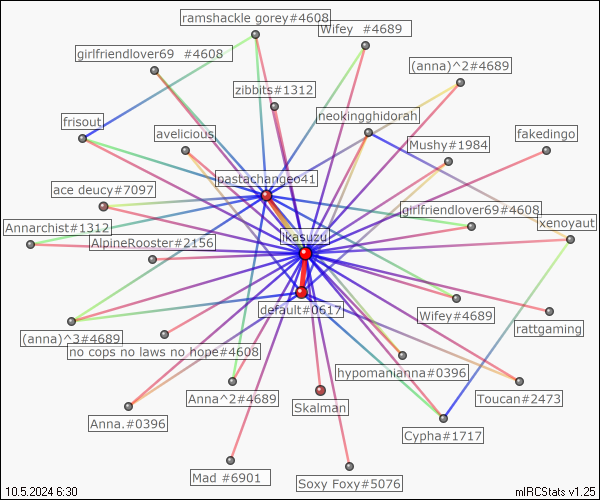 ramshackle gorey#4608
Wifey  #4689
girlfriendlover69  #4608
(anna)^2#4689
zibbits#1312
neokingghidorah
frisout
avelicious
Mushy#1984
fakedingo
pastachangeo41
ace deucy#7097
girlfriendlover69#4608
Annarchist#1312
AlpineRooster#2156
ikasuzu
xenoyaut
default#0617
Wifey#4689
rattgaming
(anna)^3#4689
no cops no laws no hope#4608
hypomanianna#0396
Anna^2#4689
Skalman
Toucan#2473
Anna.#0396
Cypha#1717
Mad #6901
Soxy Foxy#5076
10.5.2024 6:30
mIRCStats v1.25